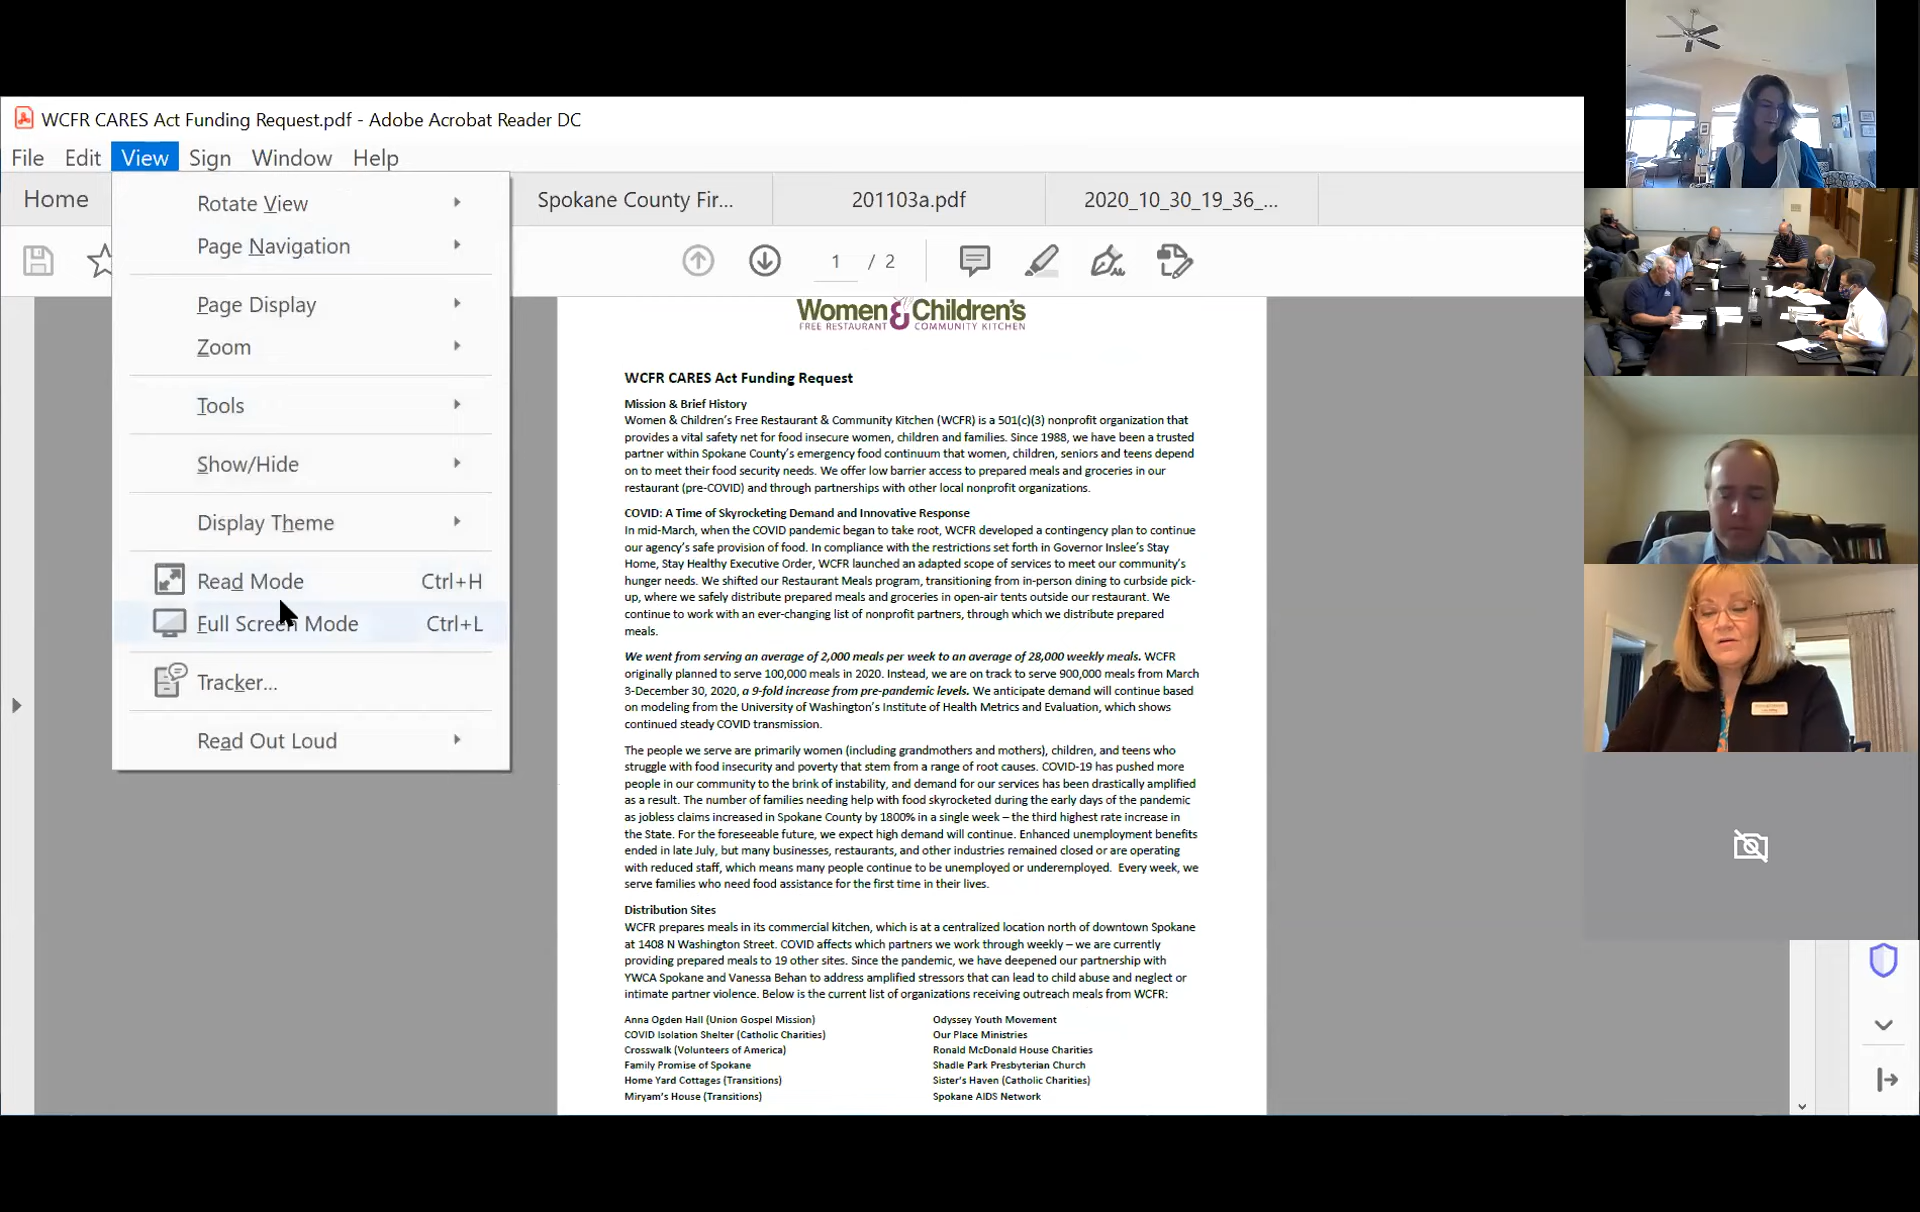 WCFR CARES Act Funding Request.pdf - Adobe Acrobat Reader DC
File Edit View Sign Window Help
Home
Spokane County Fir...
201103a.pdf
2020_10_30_19_36_...
1 / 2
Rotate View
Page Navigation
Page Display
Zoom
Tools
Show/Hide
Display Theme
Read Mode Ctrl+H
Full Screen Mode Ctrl+L
Tracker...
Read Out Loud
Women & Children's
FREE RESTAURANT & COMMUNITY KITCHEN
WCFR CARES Act Funding Request
Mission & Brief History
Women & Children's Free Restaurant & Community Kitchen (WCFR) is a 501(c)(3) nonprofit organization that
provides a vital safety net for food insecure women, children and families. Since 1988, we have been a trusted
partner within Spokane County's emergency food continuum that women, children, seniors and teens depend
on to meet their food security needs. We offer low barrier access to prepared meals and groceries in our
restaurant (pre-COVID) and through partnerships with other local nonprofit organizations.
COVID: A Time of Skyrocketing Demand and Innovative Response
In mid-March, when the COVID pandemic began to take root, WCFR developed a contingency plan to continue
our agency's safe provision of food. In compliance with the restrictions set forth in Governor Inslee's Stay
Home, Stay Healthy Executive Order, WCFR launched an adapted scope of services to meet our community's
hunger needs. We shifted our Restaurant Meals program, transitioning from in-person dining to curbside pick-
up, where we safely distribute prepared meals and groceries in open-air tents outside our restaurant. We
continue to work with an ever-changing list of nonprofit partners, through which we distribute prepared
meals.
We went from serving an average of 2,000 meals per week to an average of 28,000 weekly meals. WCFR
originally planned to serve 100,000 meals in 2020. Instead, we are on track to serve 900,000 meals from March
3-December 30, 2020, a 9-fold increase from pre-pandemic levels. We anticipate demand will continue based
on modeling from the University of Washington's Institute of Health Metrics and Evaluation, which shows
continued steady COVID transmission.
The people we serve are primarily women (including grandmothers and mothers), children, and teens who
struggle with food insecurity and poverty that stem from a range of root causes. COVID-19 has pushed more
people in our community to the brink of instability, and demand for our services has been drastically amplified
as a result. The number of families needing help with food skyrocketed during the early days of the pandemic
as jobless claims increased in Spokane County by 1800% in a single week – the third highest rate increase in
the State. For the foreseeable future, we expect high demand will continue. Enhanced unemployment benefits
ended in late July, but many businesses, restaurants, and other industries remained closed or are operating
with reduced staff, which means many people continue to be unemployed or underemployed.  Every week, we
serve families who need food assistance for the first time in their lives.
Distribution Sites
WCFR prepares meals in its commercial kitchen, which is at a centralized location north of downtown Spokane
at 1408 N Washington Street. COVID affects which partners we work through weekly – we are currently
providing prepared meals to 19 other sites. Since the pandemic, we have deepened our partnership with
YWCA Spokane and Vanessa Behan to address amplified stressors that can lead to child abuse and neglect or
intimate partner violence. Below is the current list of organizations receiving outreach meals from WCFR:
Anna Ogden Hall (Union Gospel Mission)
COVID Isolation Shelter (Catholic Charities)
Crosswalk (Volunteers of America)
Family Promise of Spokane
Home Yard Cottages (Transitions)
Miryam's House (Transitions)
Odyssey Youth Movement
Our Place Ministries
Ronald McDonald House Charities
Shadle Park Presbyterian Church
Sister's Haven (Catholic Charities)
Spokane AIDS Network